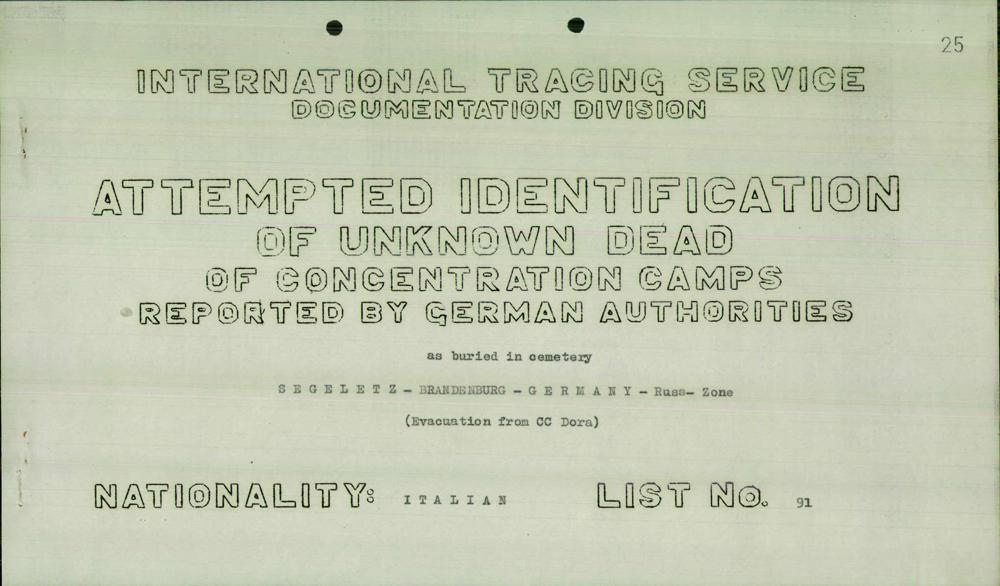 25
INTERNATIONAL TRACING SERVICE
DOCUMENTATION DIVISION
ATTEMPTED IDENTIFICATION
OF UNKNOWN DEAD
OF CONCENTRATION CAMPS
REPORTED BY GERMAN AUTHORITIES
as buried in cemetery
S E G E L E T Z - BRANDENBURG - G E R M A N Y - Russ- Zone
(Evacuation from CC Dora)
NATIONALITY: I T A L I A N LIST No. 91